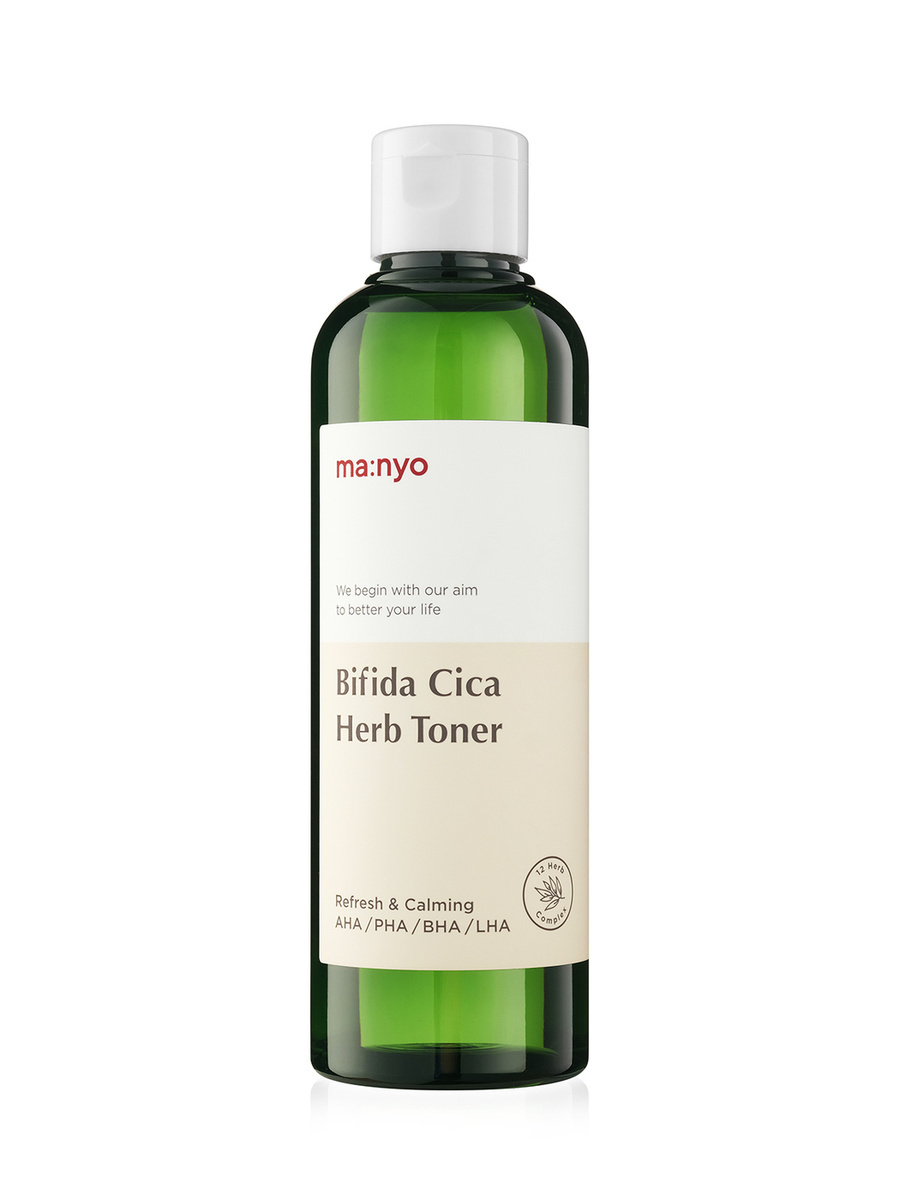 ma:nyo
We begin with our aim
to better your life
Bifida Cica
Herb Toner
12 Herb
Complex
Refresh & Calming
AHA / PHA / BHA / LHA